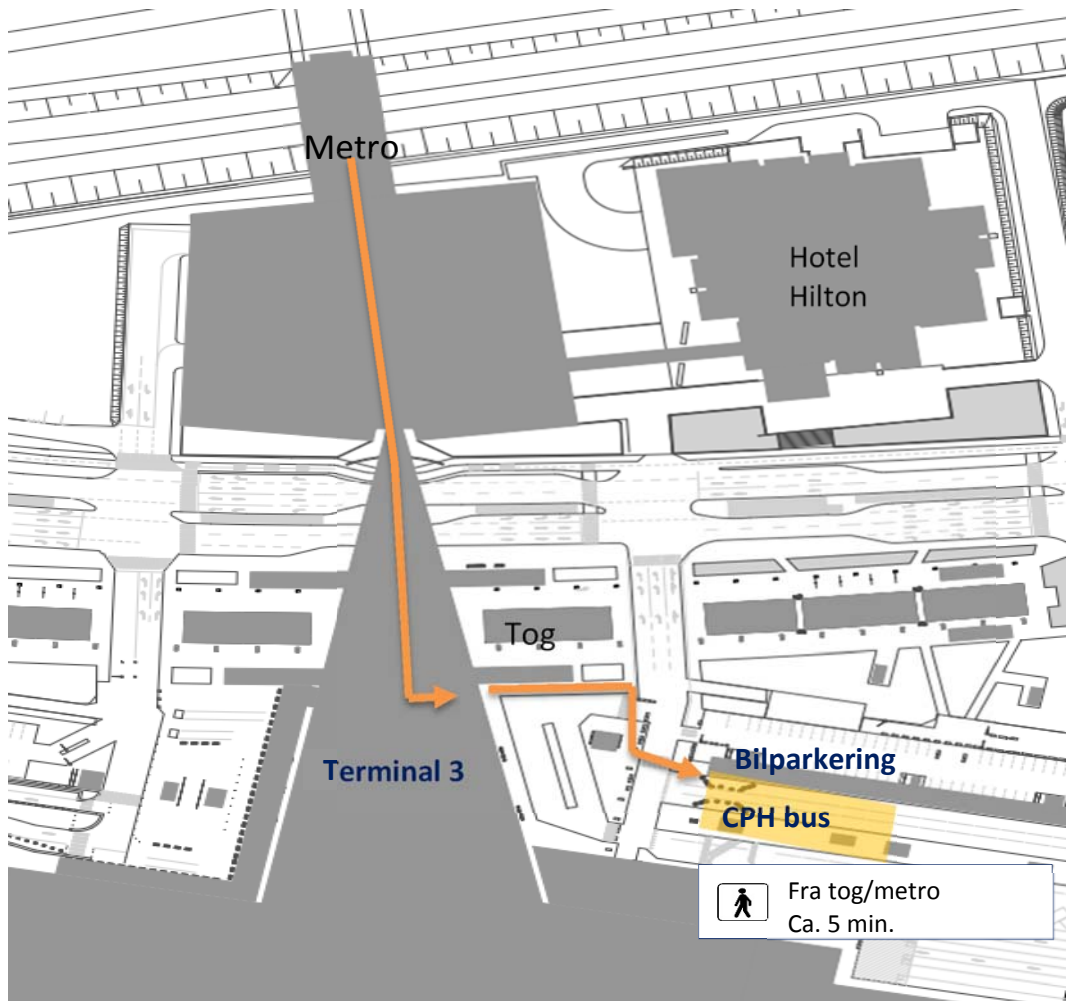 Metro
Hotel
Hilton
Tog
Terminal 3
Bilparkering
CPH bus
Fra tog/metro
Ca. 5 min.